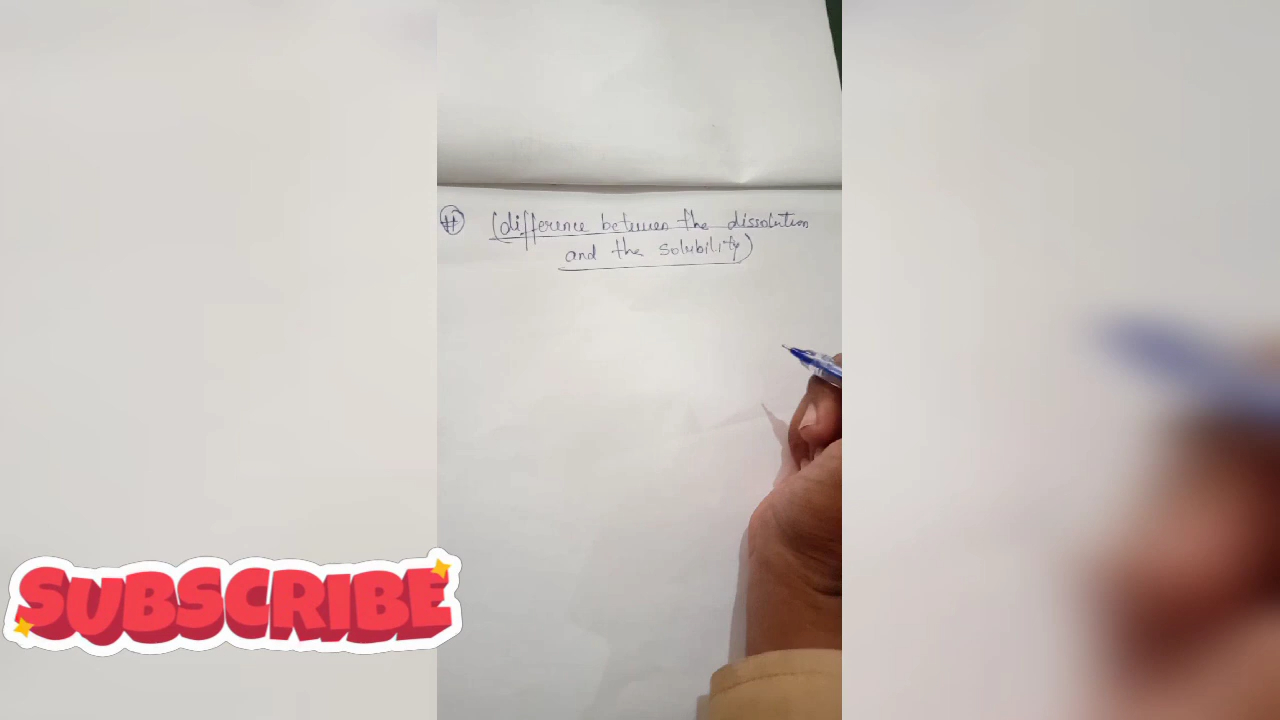 # (difference between the dissolution
and the solubility)
SUBSCRIBE